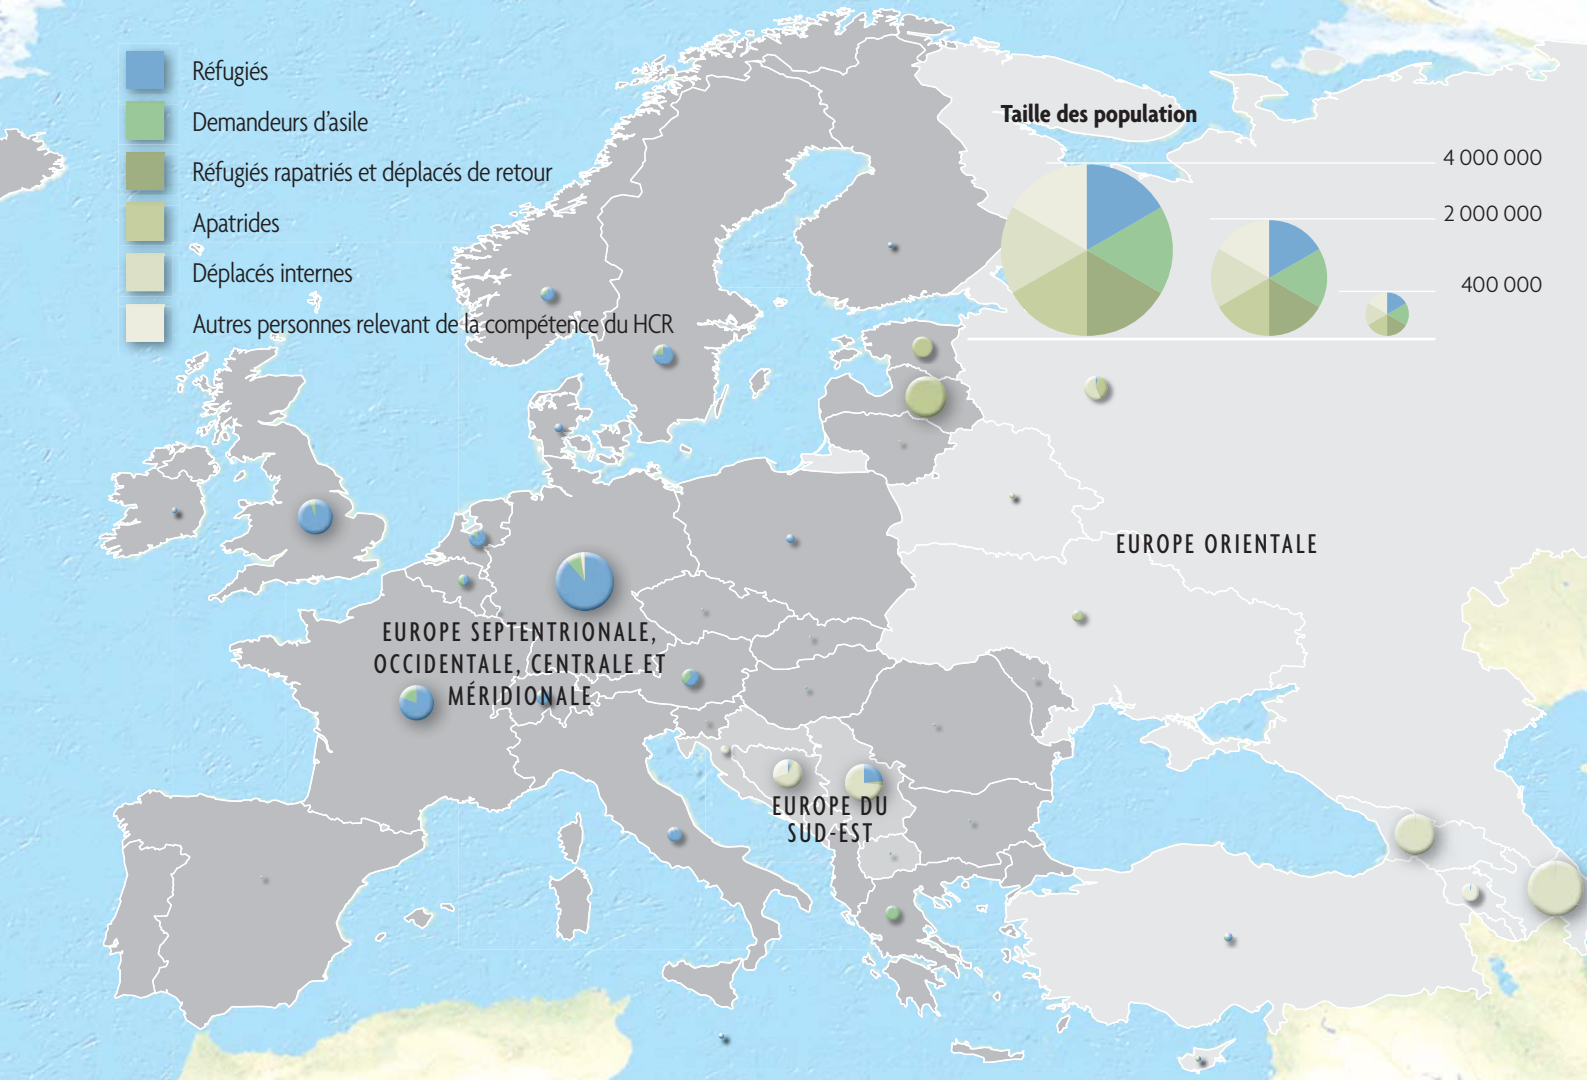 Réfugiés
Demandeurs d'asile
Réfugiés rapatriés et déplacés de retour
Apatrides
Déplacés internes
Autres personnes relevant de la compétence du HCR
Taille des population
4 000 000
2 000 000
400 000
EUROPE ORIENTALE
EUROPE SEPTENTRIONALE,
OCCIDENTALE, CENTRALE ET
MÉRIDIONALE
EUROPE DU
SUD-EST